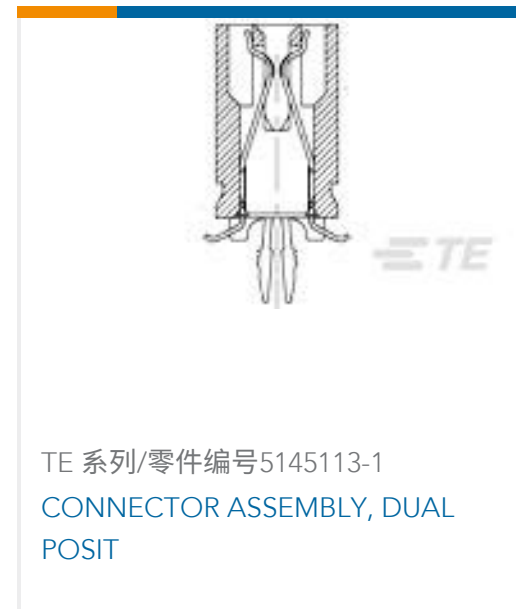 TE
TE 系列/零件编号5145113-1
CONNECTOR ASSEMBLY, DUAL
POSIT